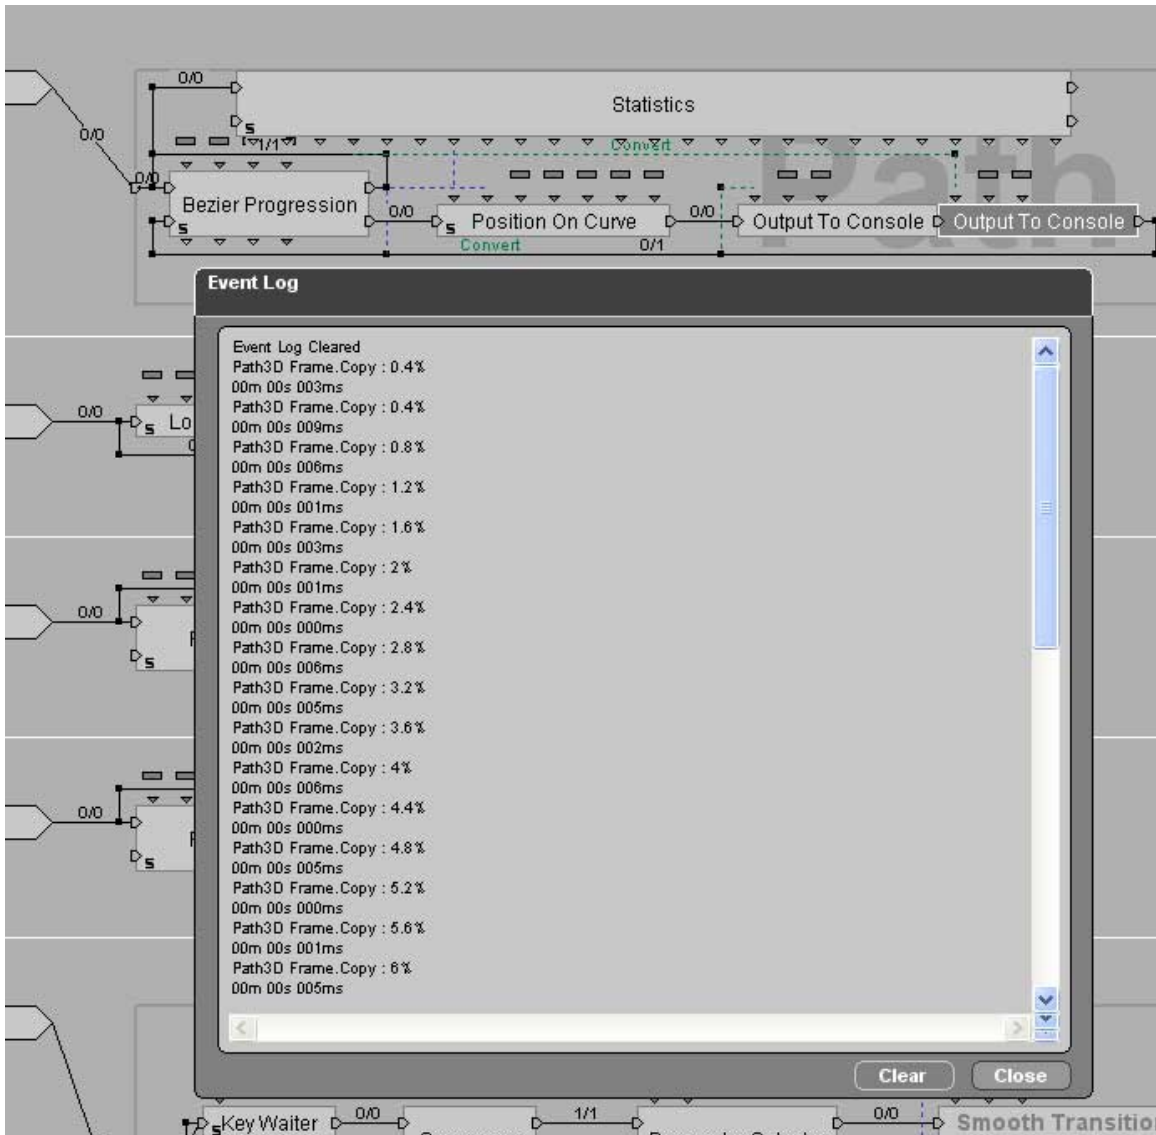 0/0
Statistics
s
0/0
1/1
Convert
Path
0/0
Bezier Progression
s
0/0
s
Position On Curve
0/0
Output To Console
Output To Console
Convert
0/1
Event Log
Event Log Cleared
Path3D Frame.Copy : 0.4%
00m 00s 003ms
Path3D Frame.Copy : 0.4%
00m 00s 009ms
Path3D Frame.Copy : 0.8%
00m 00s 006ms
Path3D Frame.Copy : 1.2%
00m 00s 001ms
Path3D Frame.Copy : 1.6%
00m 00s 003ms
Path3D Frame.Copy : 2%
00m 00s 001ms
Path3D Frame.Copy : 2.4%
00m 00s 000ms
Path3D Frame.Copy : 2.8%
00m 00s 006ms
Path3D Frame.Copy : 3.2%
00m 00s 005ms
Path3D Frame.Copy : 3.6%
00m 00s 002ms
Path3D Frame.Copy : 4%
00m 00s 006ms
Path3D Frame.Copy : 4.4%
00m 00s 000ms
Path3D Frame.Copy : 4.8%
00m 00s 005ms
Path3D Frame.Copy : 5.2%
00m 00s 000ms
Path3D Frame.Copy : 5.6%
00m 00s 001ms
Path3D Frame.Copy : 6%
00m 00s 005ms
0/0
s
Lo
0/0
s
0/0
s
Clear
Close
s
Key Waiter
0/0
1/1
0/0
Smooth Transition